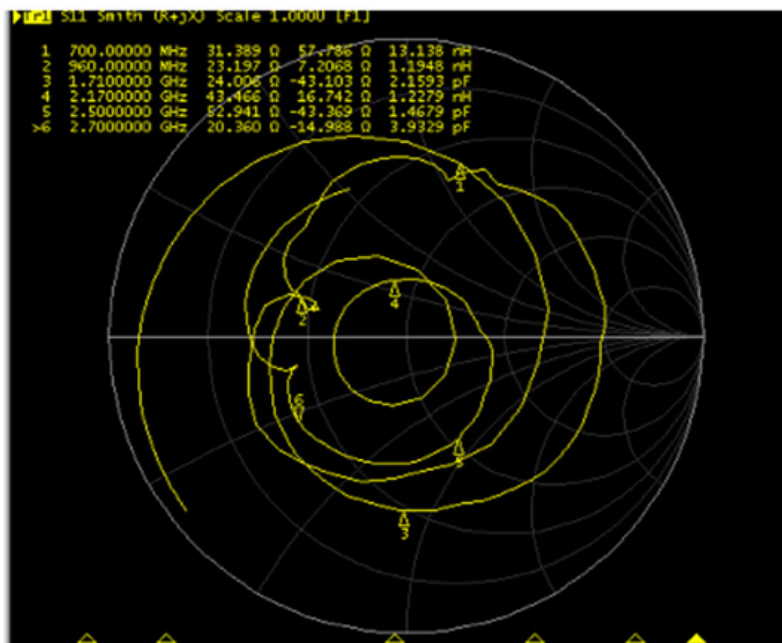 Tr1 S11 Smith (R+jX) Scale 1.000U [F1]
1 700.00000 MHz 31.389 Ω 57.786 Ω 13.138 nH
2 960.00000 MHz 23.197 Ω 7.2068 Ω 1.1948 nH
3 1.7100000 GHz 24.006 Ω -43.103 Ω 2.1593 pF
4 2.1700000 GHz 43.466 Ω 16.742 Ω 1.2279 nH
5 2.5000000 GHz 52.941 Ω -43.369 Ω 1.4679 pF
>6 2.7000000 GHz 20.360 Ω -14.988 Ω 3.9329 pF
1
4
2
6
5
3